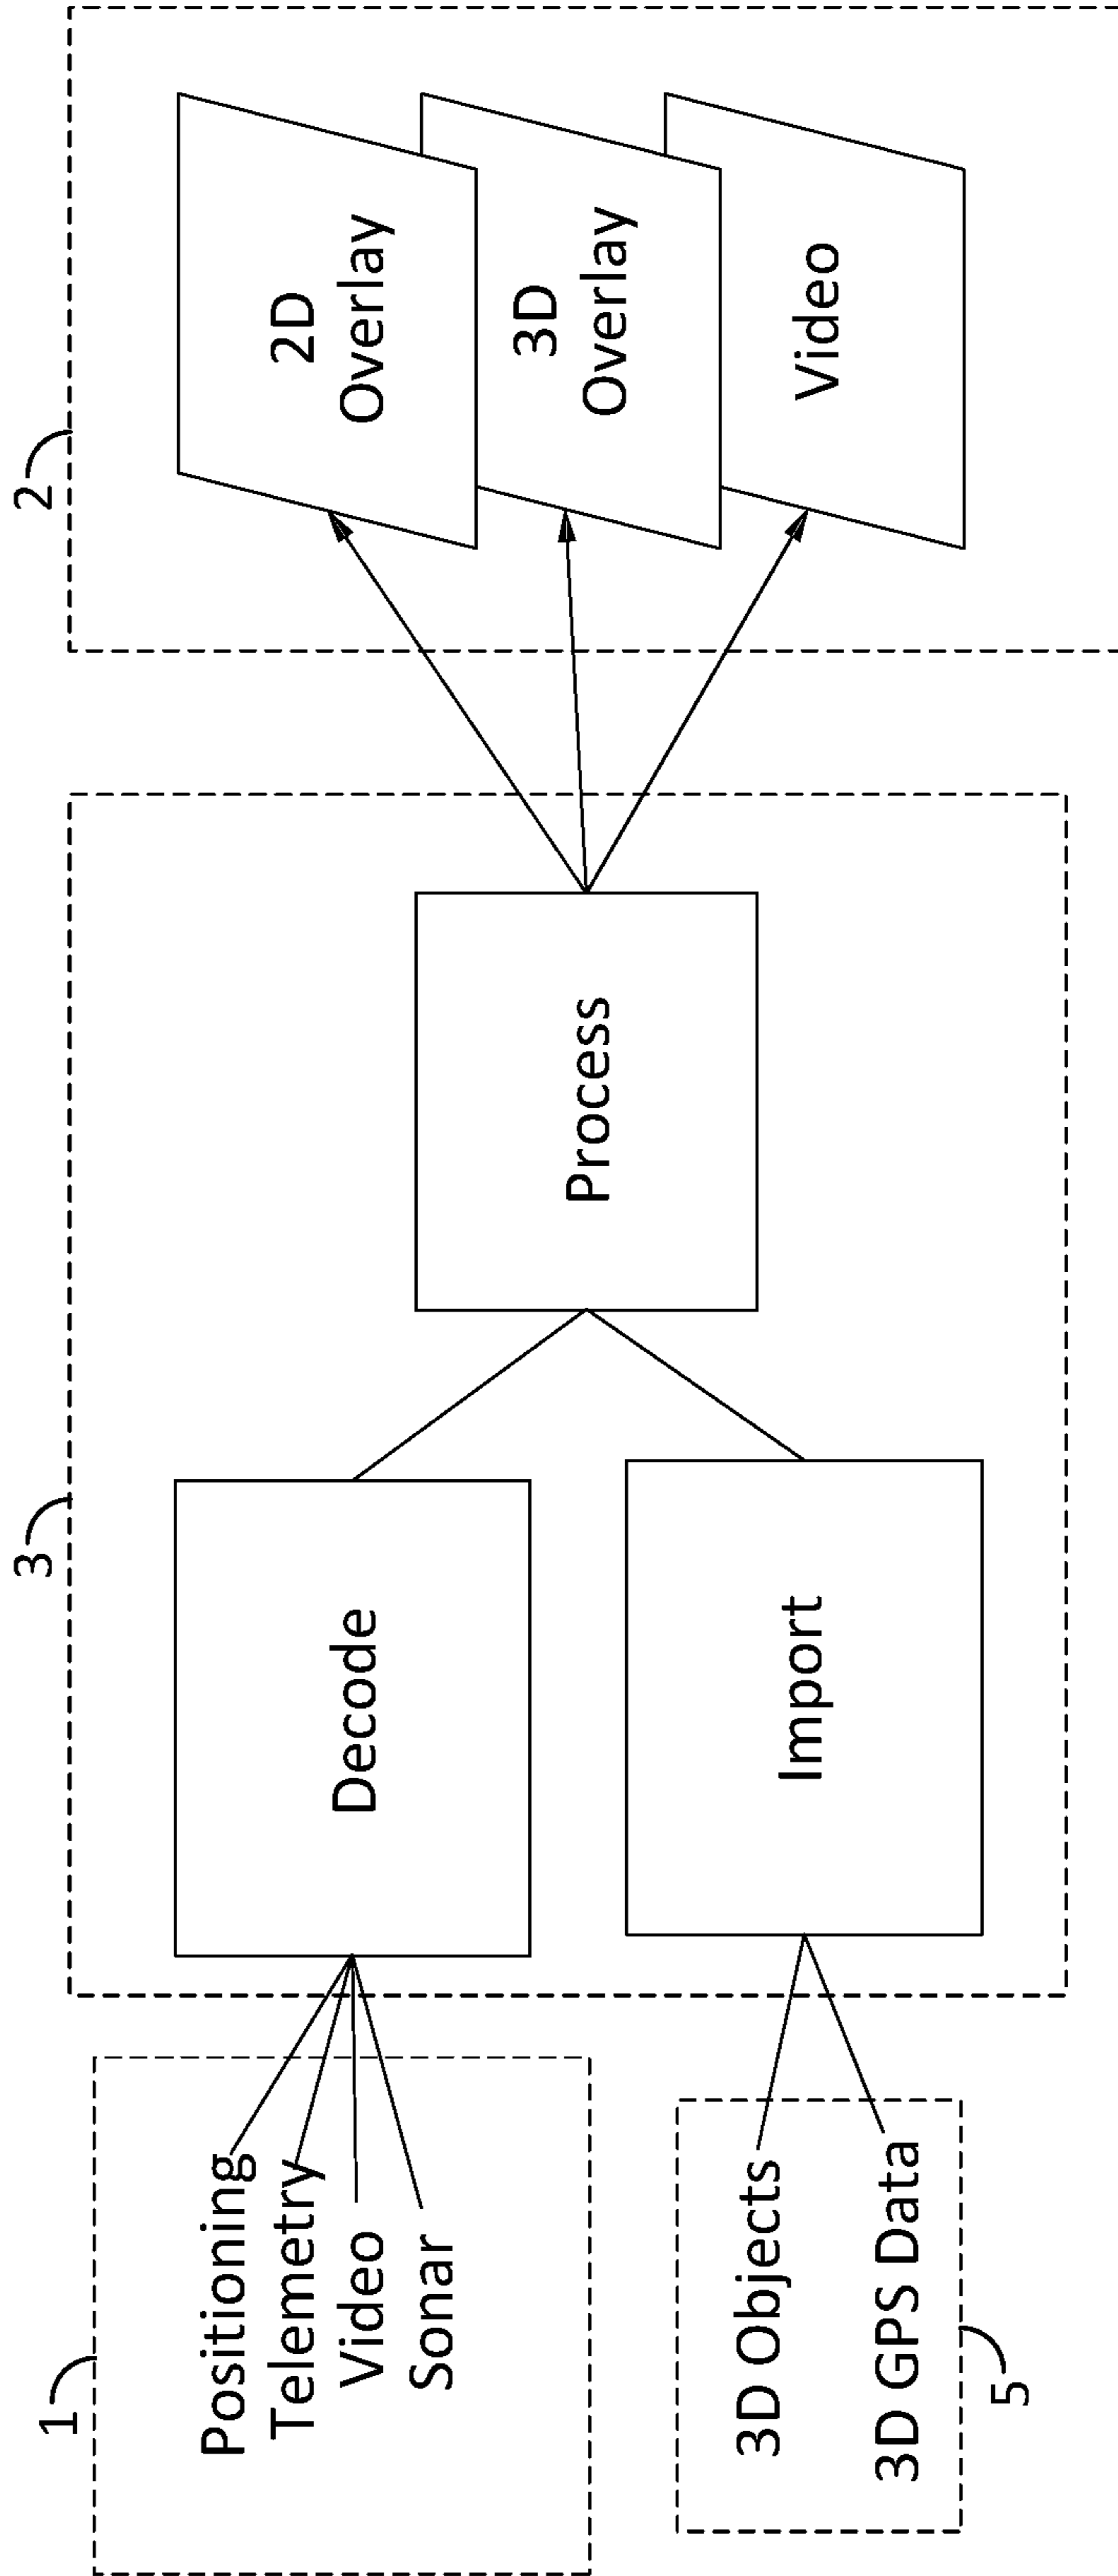 1
Positioning
Telemetry
Video
Sonar
3D Objects
3D GPS Data
5
3
Decode
Import
Process
2
2D
Overlay
3D
Overlay
Video